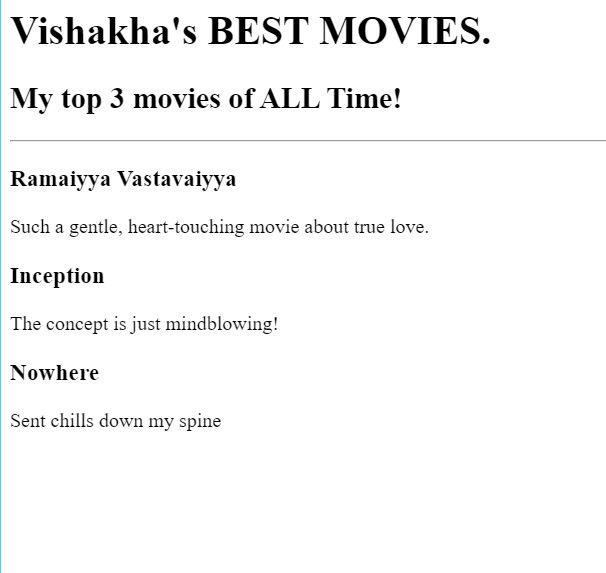 Vishakha's BEST MOVIES.
My top 3 movies of ALL Time!
Ramaiyya Vastavaiyya
Such a gentle, heart-touching movie about true love.
Inception
The concept is just mindblowing!
Nowhere
Sent chills down my spine